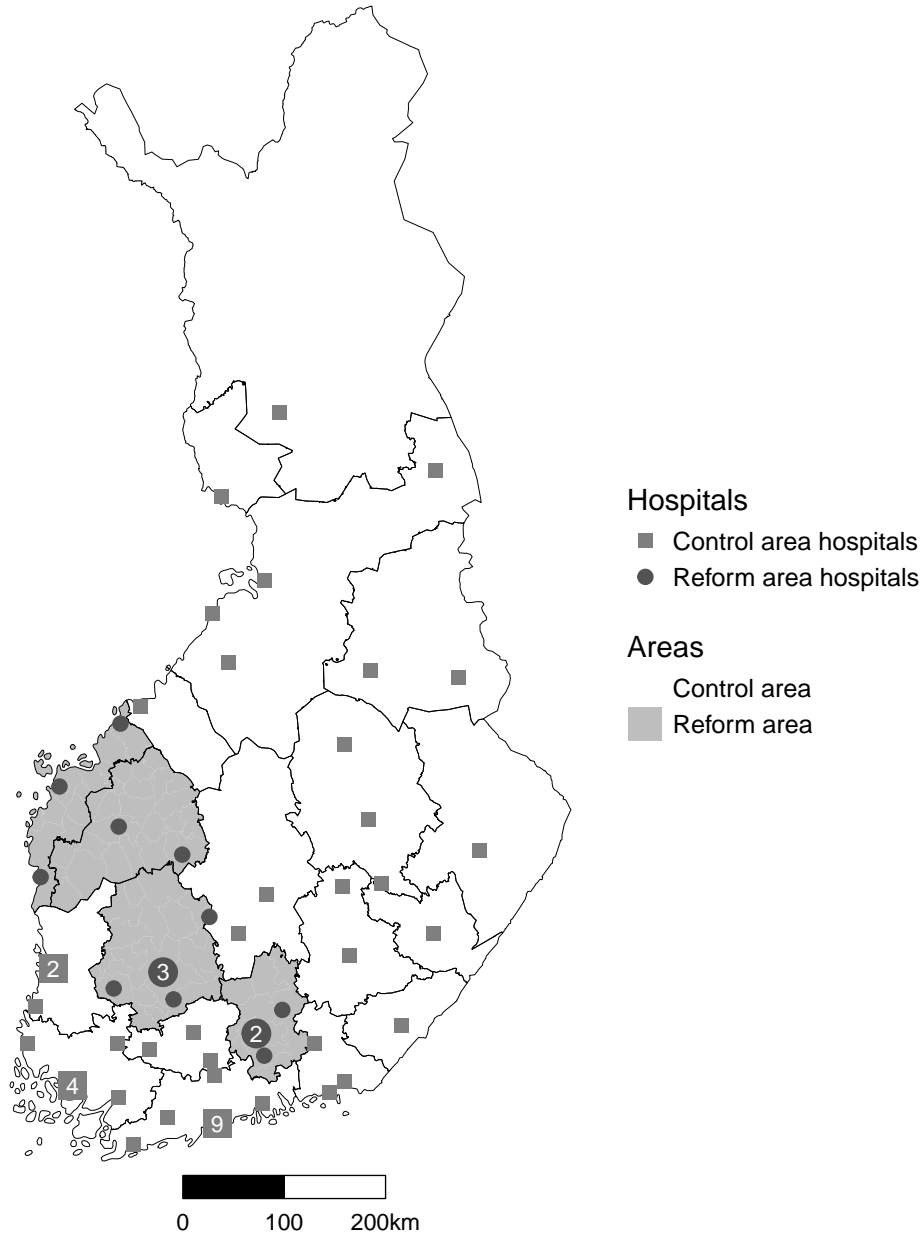 Hospitals
Control area hospitals
Reform area hospitals
Areas
Control area
Reform area
2
3
2
4
9
0 100 200km